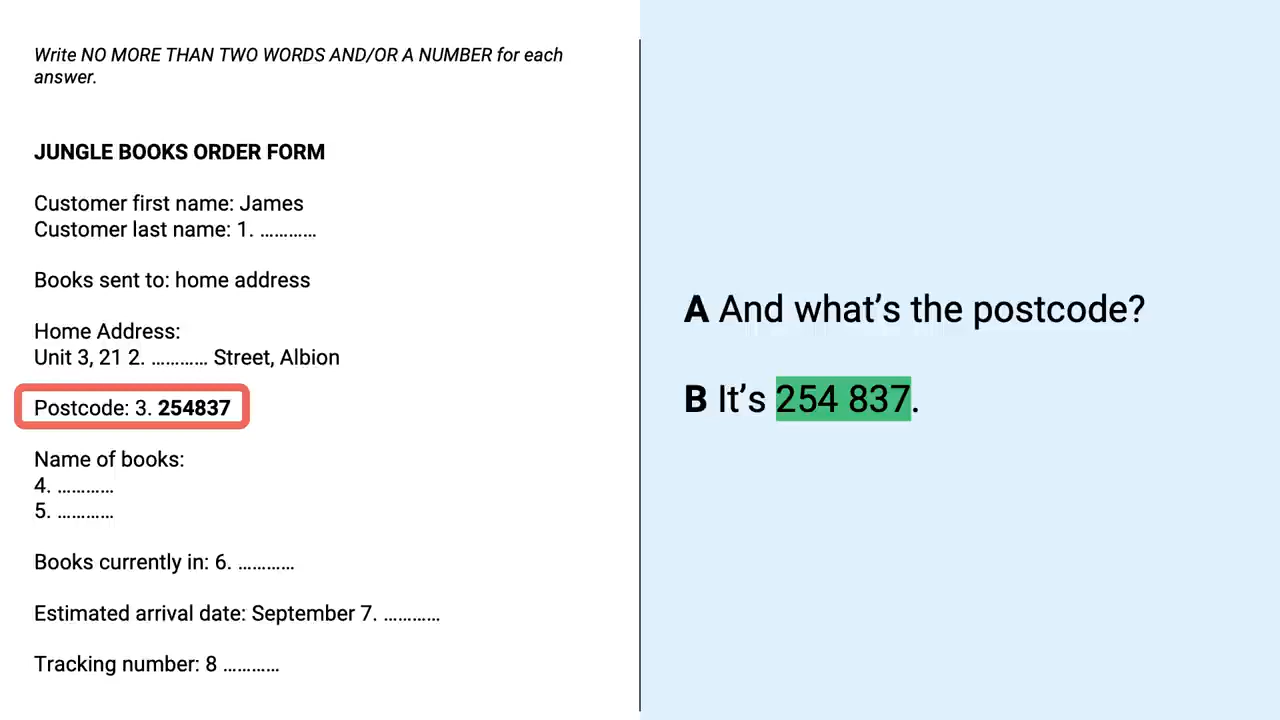 Write NO MORE THAN TWO WORDS AND/OR A NUMBER for each
answer.
JUNGLE BOOKS ORDER FORM
Customer first name: James
Customer last name: 1. …………
Books sent to: home address
Home Address:
Unit 3, 21 2. ………… Street, Albion
Postcode: 3. 254837
Name of books:
4. …………
5. …………
Books currently in: 6. …………
Estimated arrival date: September 7. …………
Tracking number: 8 …………
A And what’s the postcode?
B It’s 254 837.